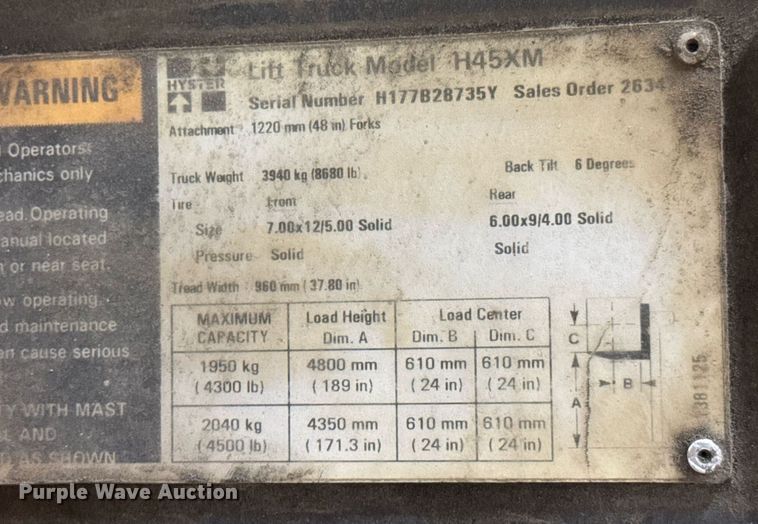 WARNING
Operators
chanics only
ead Operating
anual located
n or near seat.
w operating
d maintenance
an cause serious
TY WITH MAST
AND
D AS SHOWN
HYSTER
Lift Truck Model H45XM
Serial Number H177B28735Y Sales Order 2634
Attachment 1220 mm (48 in) Forks
Truck Weight 3940 kg (8680 lb) Back Tilt 6 Degrees
Tire Front Rear
Size 7.00x12/5.00 Solid 6.00x9/4.00 Solid
Pressure Solid Solid
Tread Width 960 mm (37.80 in)
MAXIMUM CAPACITY Load Height Dim. A Load Center Dim. B Dim. C
1950 kg 4800 mm 610 mm 610 mm
(4300 lb) (189 in) (24 in) (24 in)
2040 kg 4350 mm 610 mm 610 mm
(4500 lb) (171.3 in) (24 in) (24 in)
C
B
A
1381125
Purple Wave Auction